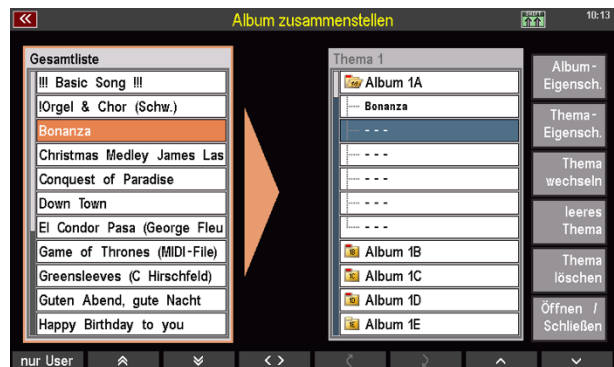 Album zusammenstellen
10:13
Gesamtliste
!!! Basic Song !!!
!Orgel & Chor (Schw.)
Bonanza
Christmas Medley James Las
Conquest of Paradise
Down Town
El Condor Pasa (George Fleu
Game of Thrones (MIDI-File)
Greensleeves (C Hirschfeld)
Guten Abend, gute Nacht
Happy Birthday to you
Thema 1
Album 1A
Bonanza
- - -
- - -
- - -
- - -
- - -
Album 1B
Album 1C
Album 1D
Album 1E
Album-
Eigensch.
Thema-
Eigensch.
Thema
wechseln
leeres
Thema
Thema
löschen
Öffnen /
Schließen
nur User